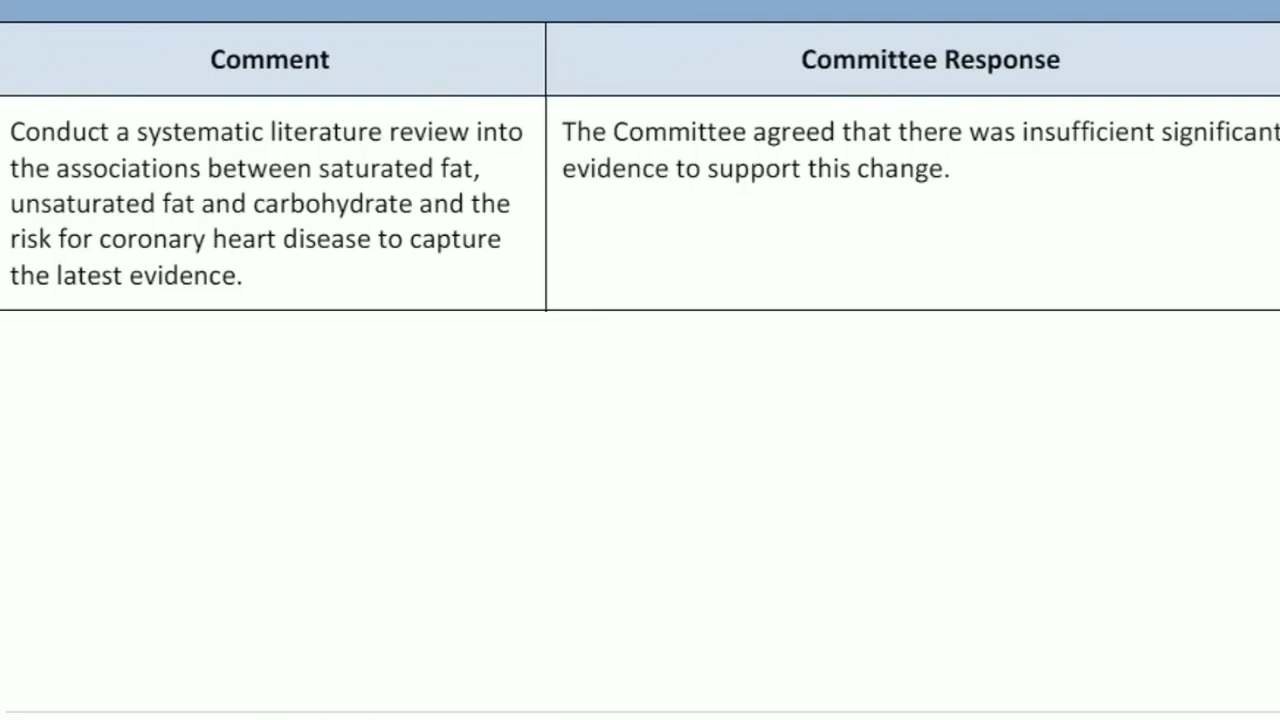 Comment
Committee Response
Conduct a systematic literature review into
the associations between saturated fat,
unsaturated fat and carbohydrate and the
risk for coronary heart disease to capture
the latest evidence.
The Committee agreed that there was insufficient significant
evidence to support this change.